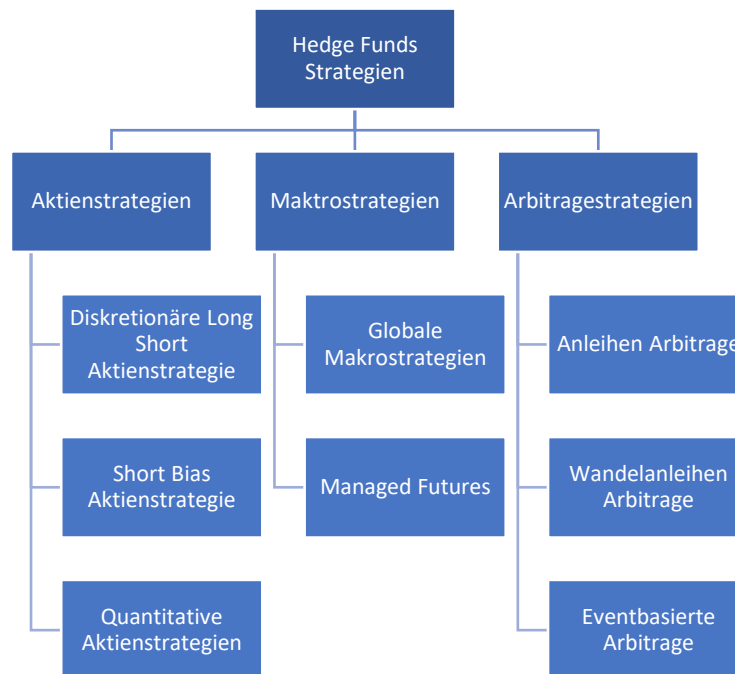 Hedge Funds
Strategien
Aktienstrategien
Maktrostrategien
Arbitragestrategien
Diskretionäre Long
Short
Aktienstrategie
Globale
Makrostrategien
Anleihen Arbitrage
Short Bias
Aktienstrategie
Managed Futures
Wandelanleihen
Arbitrage
Quantitative
Aktienstrategien
Eventbasierte
Arbitrage